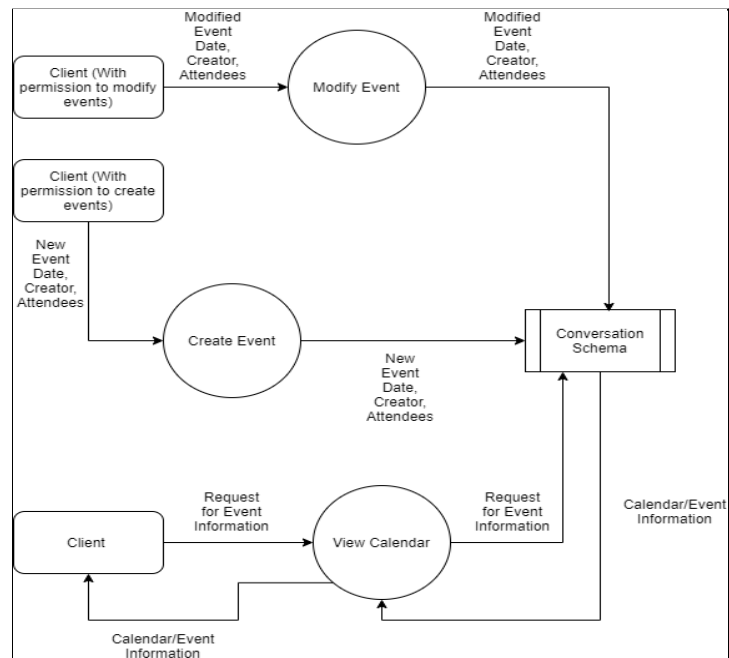 Modified
Event
Date,
Creator,
Attendees
Modified
Event
Date,
Creator,
Attendees
Client (With
permission to modify
events)
Modify Event
Client (With
permission to create
events)
New
Event
Date,
Creator,
Attendees
Create Event
Conversation
Schema
New
Event
Date,
Creator,
Attendees
Request
for Event
Information
Request
for Event
Information
Calendar/Event
Information
Client
View Calendar
Calendar/Event
Information